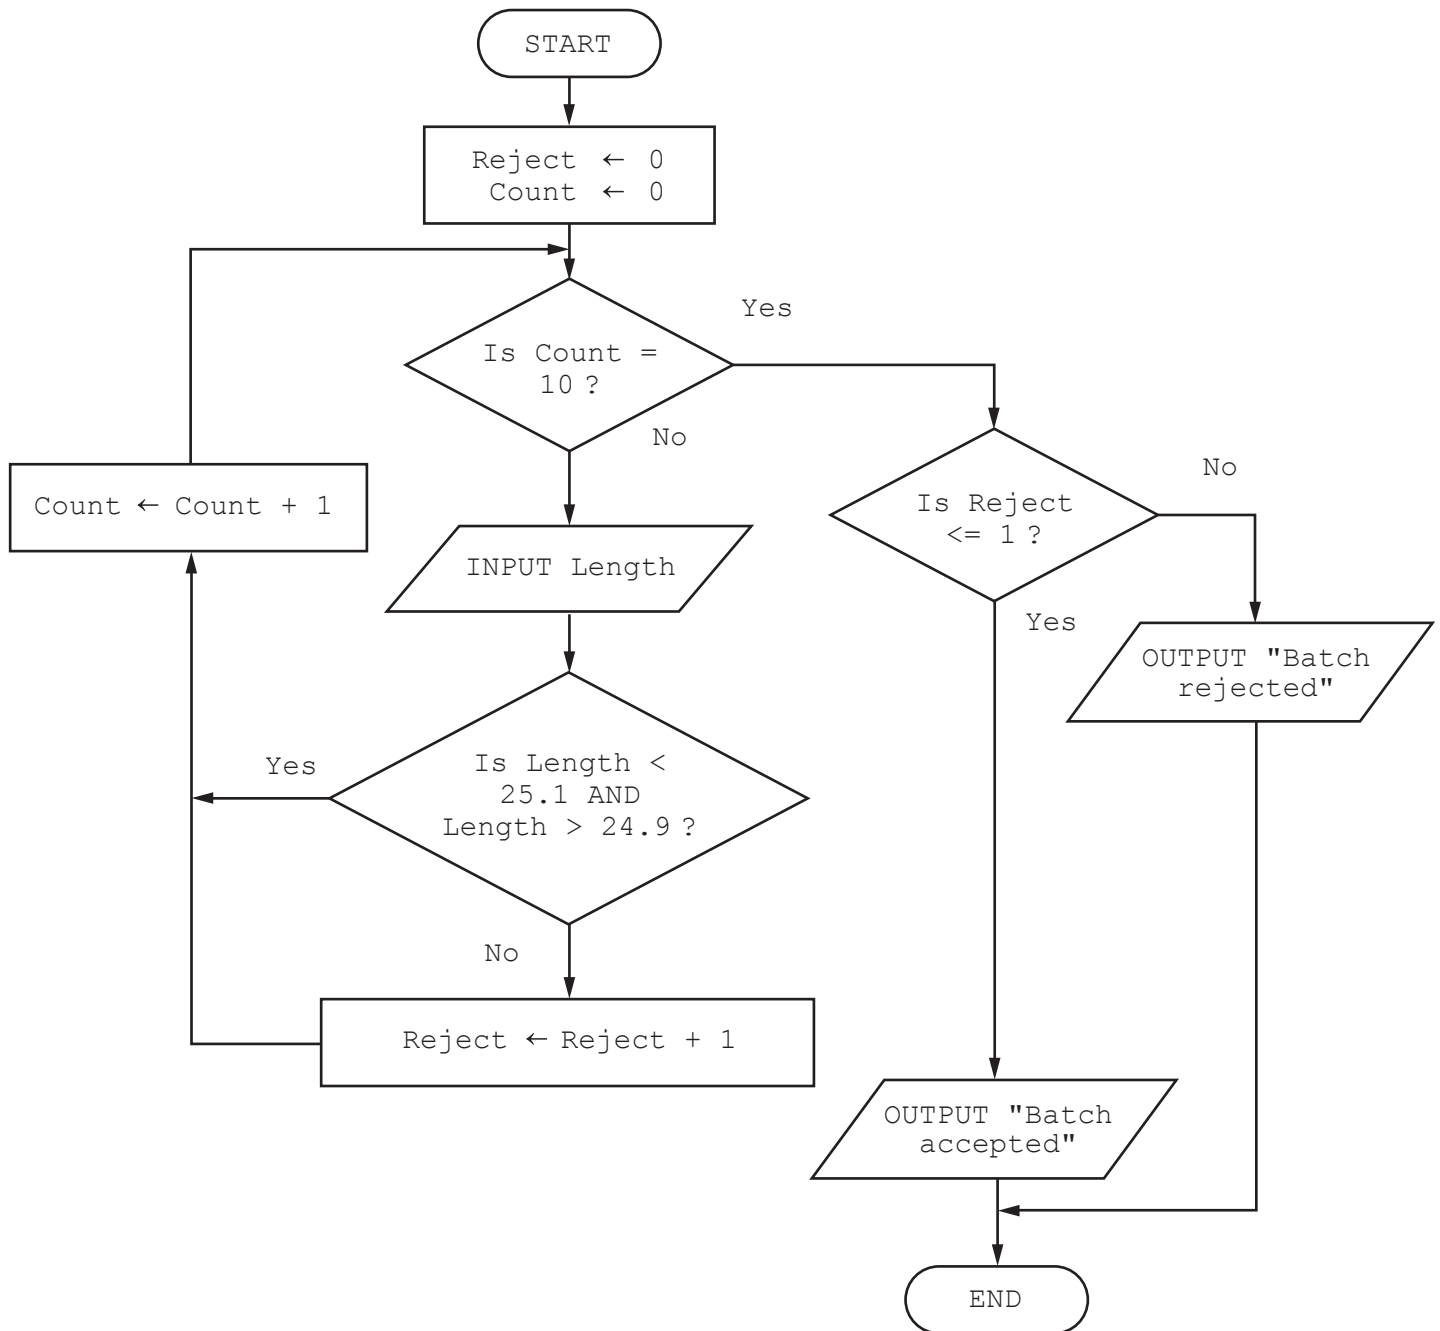 START
Reject ← 0
Count ← 0
Is Count =
10 ?
Yes
No
Count ← Count + 1
INPUT Length
Is Length <
25.1 AND
Length > 24.9 ?
Yes
No
Reject ← Reject + 1
Is Reject
<= 1 ?
No
Yes
OUTPUT "Batch
rejected"
OUTPUT "Batch
accepted"
END